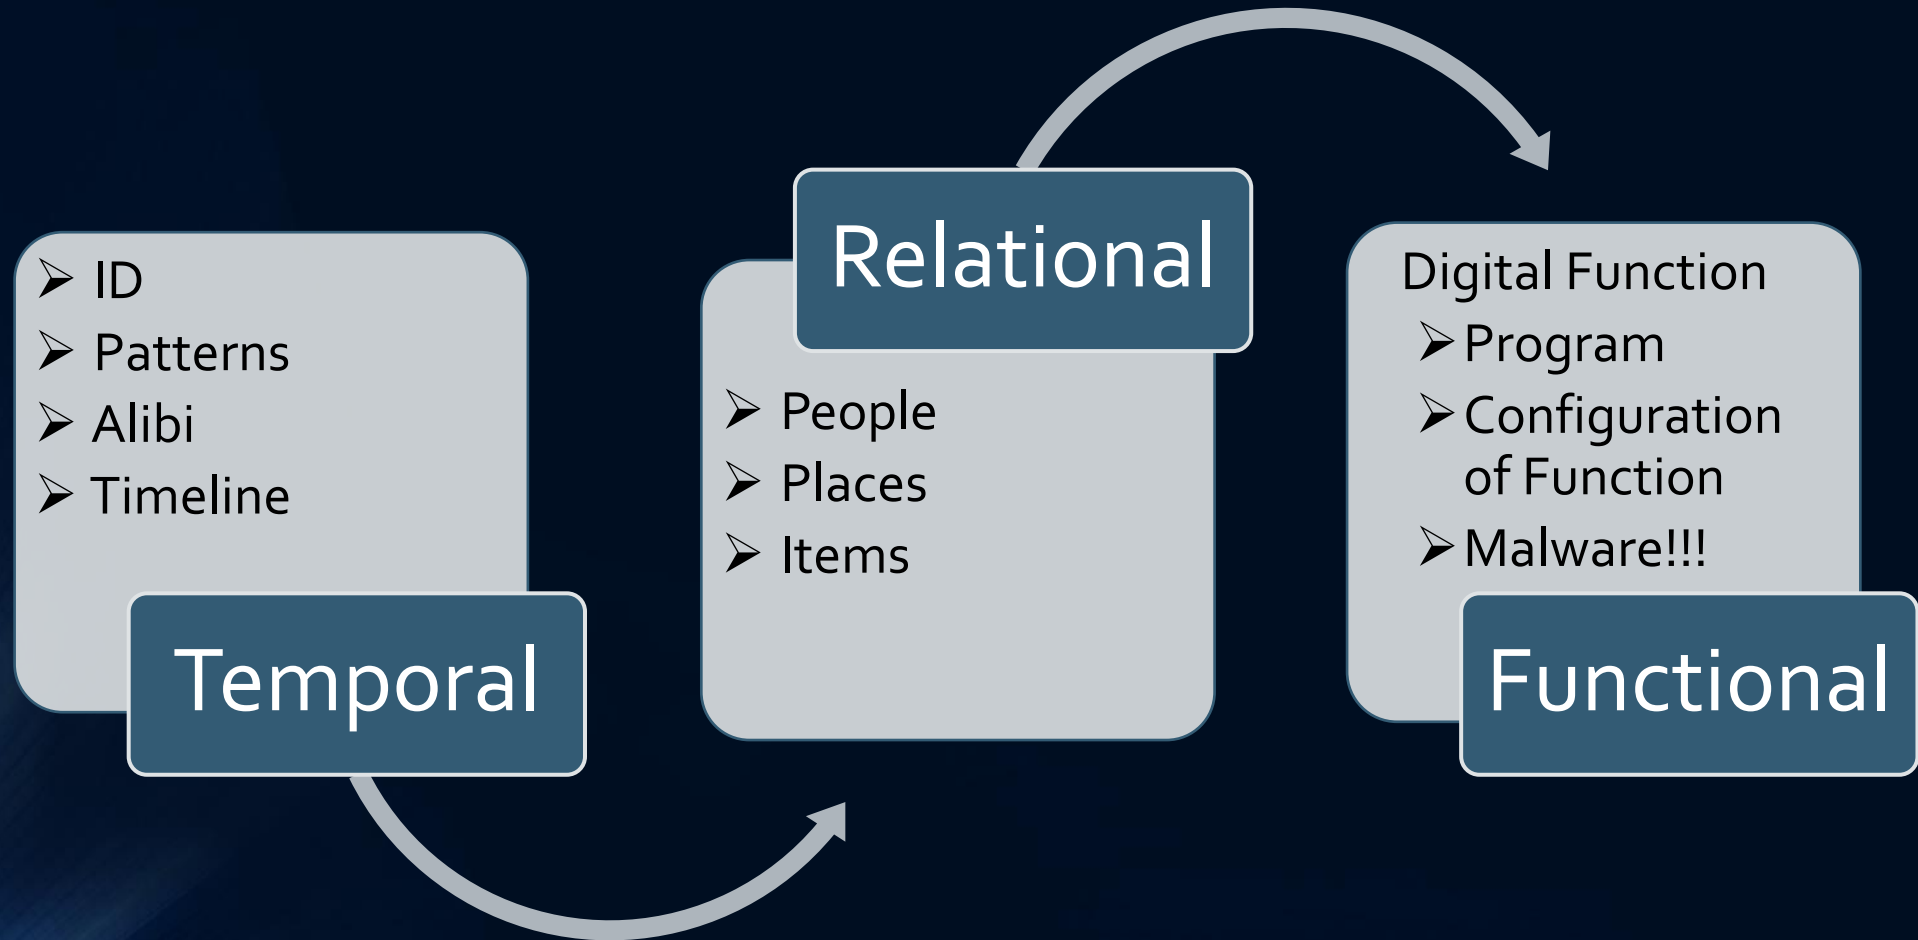 ➢ ID
➢ Patterns
➢ Alibi
➢ Timeline
Temporal
Relational
➢ People
➢ Places
➢ Items
Digital Function
➢ Program
➢ Configuration
of Function
➢ Malware!!!
Functional